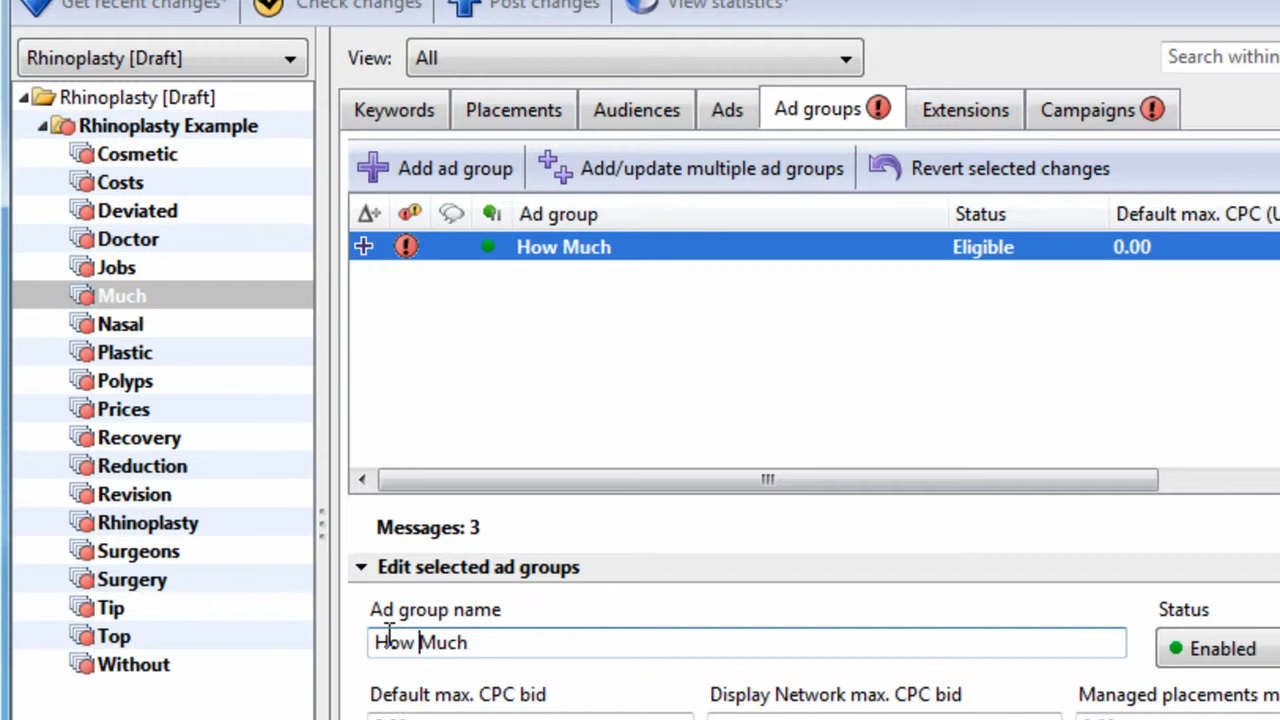 Get recent changes*
Check changes
Post changes
View statistics*
Rhinoplasty [Draft]
View:
All
Search within
Rhinoplasty [Draft]
Rhinoplasty Example
Cosmetic
Costs
Deviated
Doctor
Jobs
Much
Nasal
Plastic
Polyps
Prices
Recovery
Reduction
Revision
Rhinoplasty
Surgeons
Surgery
Tip
Top
Without
Keywords
Placements
Audiences
Ads
Ad groups
Extensions
Campaigns
Add ad group
Add/update multiple ad groups
Revert selected changes
Ad group
Status
Default max. CPC (U
How Much
Eligible
0.00
Messages: 3
Edit selected ad groups
Ad group name
Status
How Much
Enabled
Default max. CPC bid
Display Network max. CPC bid
Managed placements m